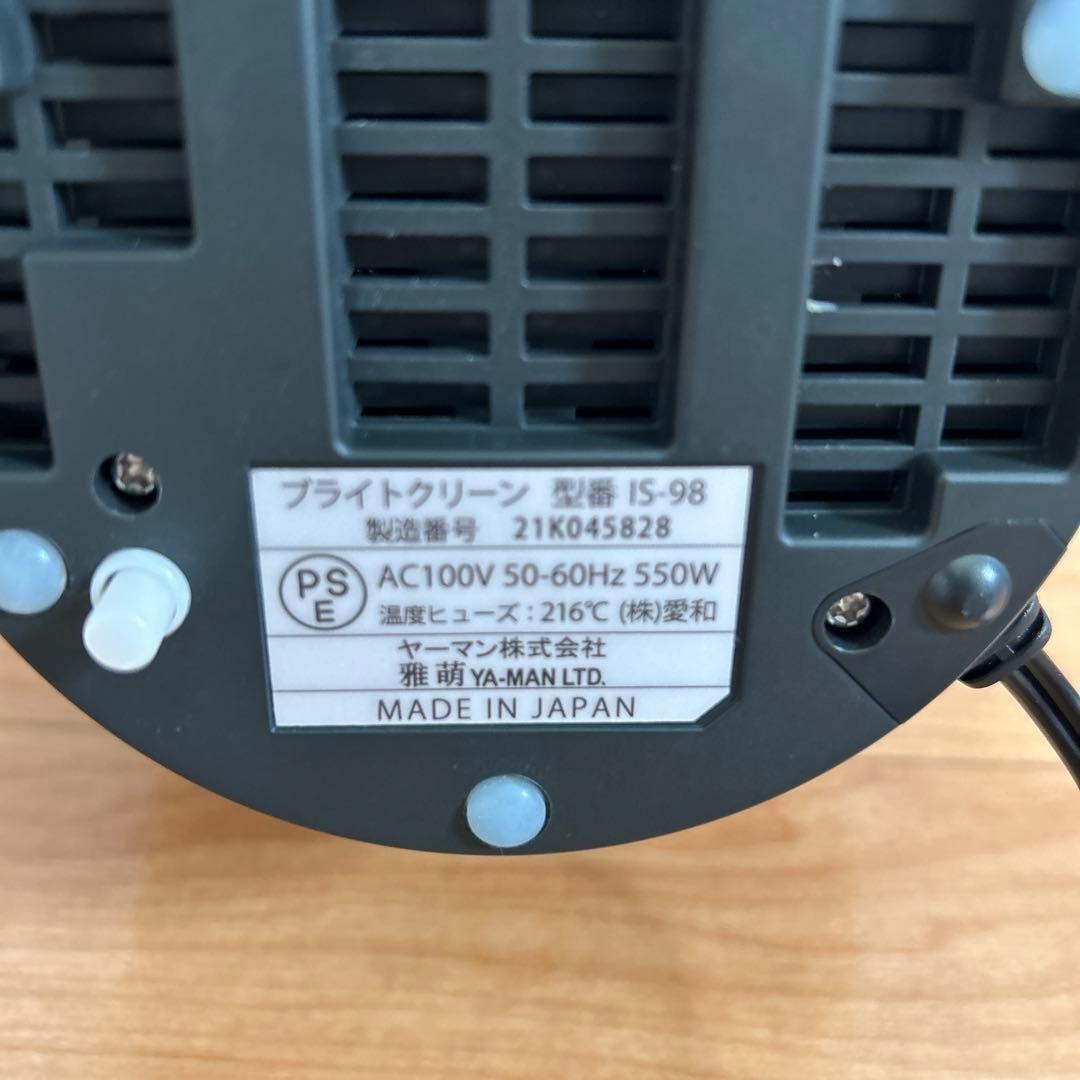 ブライトクリーン 型番 IS-98
製造番号 21K045828
PSE AC100V 50-60Hz 550W
温度ヒューズ：216℃ (株)愛和
ヤーマン株式会社
雅萌 YA-MAN LTD.
MADE IN JAPAN